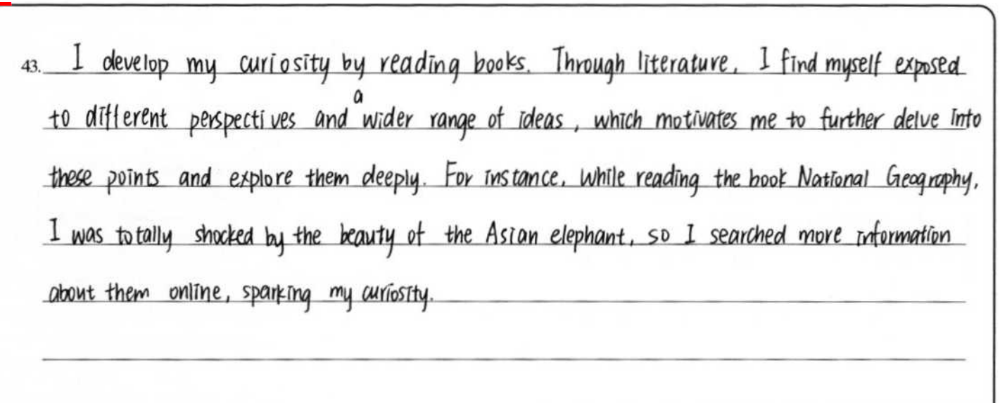 43. I develop my curiosity by reading books. Through literature, I find myself exposed
to different perspectives and a wider range of ideas, which motivates me to further delve into
these points and explore them deeply. For instance, while reading the book National Geography,
I was totally shocked by the beauty of the Asian elephant, so I searched more information
about them online, sparking my curiosity.